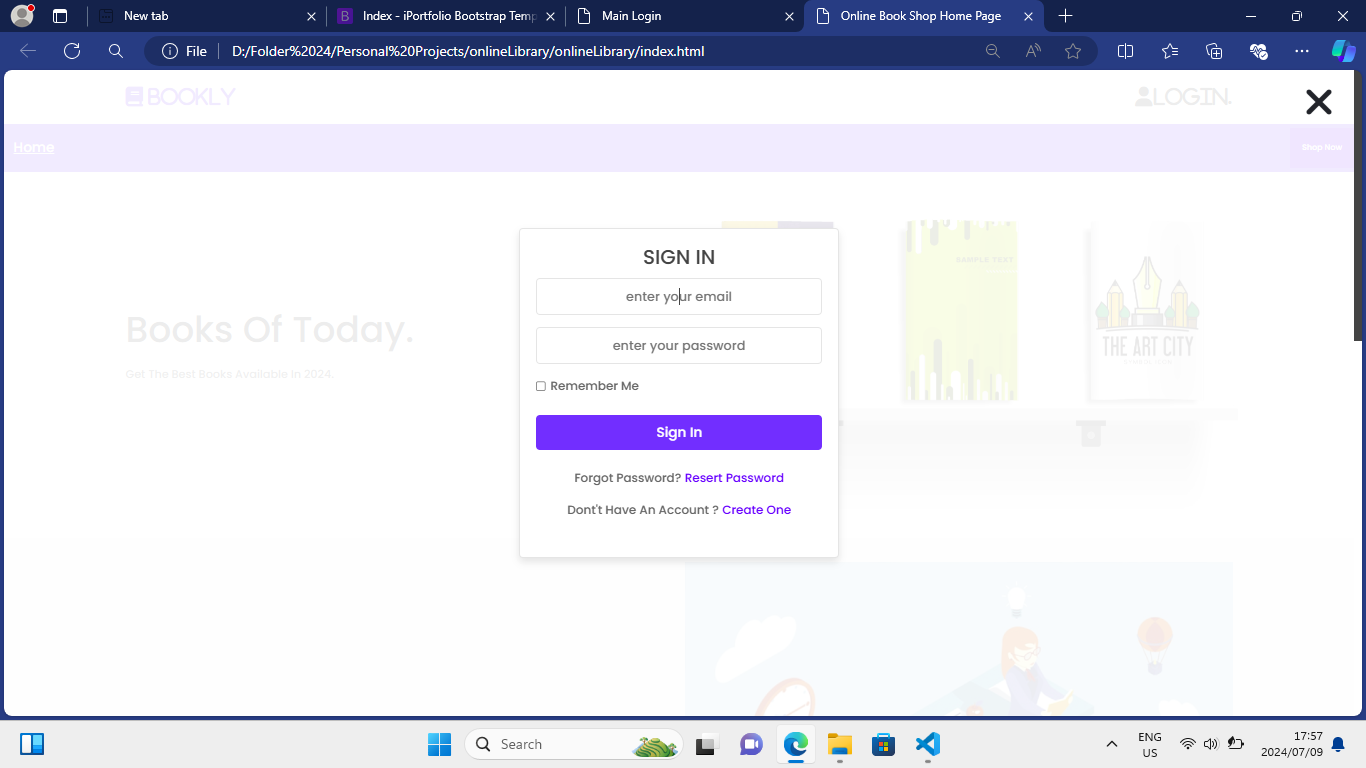 New tab
Index - iPortfolio Bootstrap Temp
Main Login
Online Book Shop Home Page
File
D:/Folder%2024/Personal%20Projects/onlineLibrary/onlineLibrary/index.html
BOOKLY
LOGIN.
Home
Shop Now
SIGN IN
enter your email
SAMPLE TEXT
Books Of Today.
enter your password
THE ART CITY
Get The Best Books Available In 2024.
Remember Me
Sign In
Forgot Password? Resert Password
Dont't Have An Account ? Create One
Search
ENG
US
17:57
2024/07/09